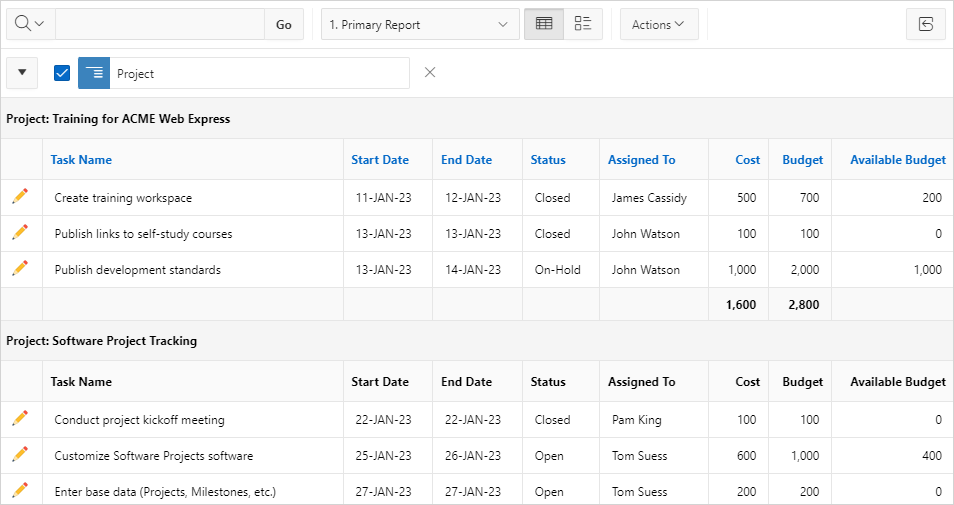 Go 1. Primary Report Actions
Project
Project: Training for ACME Web Express
Task Name Start Date End Date Status Assigned To Cost Budget Available Budget
Create training workspace 11-JAN-23 12-JAN-23 Closed James Cassidy 500 700 200
Publish links to self-study courses 13-JAN-23 13-JAN-23 Closed John Watson 100 100 0
Publish development standards 13-JAN-23 14-JAN-23 On-Hold John Watson 1,000 2,000 1,000
1,600 2,800
Project: Software Project Tracking
Task Name Start Date End Date Status Assigned To Cost Budget Available Budget
Conduct project kickoff meeting 22-JAN-23 22-JAN-23 Closed Pam King 100 100 0
Customize Software Projects software 25-JAN-23 26-JAN-23 Open Tom Suess 600 1,000 400
Enter base data (Projects, Milestones, etc.) 27-JAN-23 27-JAN-23 Open Tom Suess 200 200 0